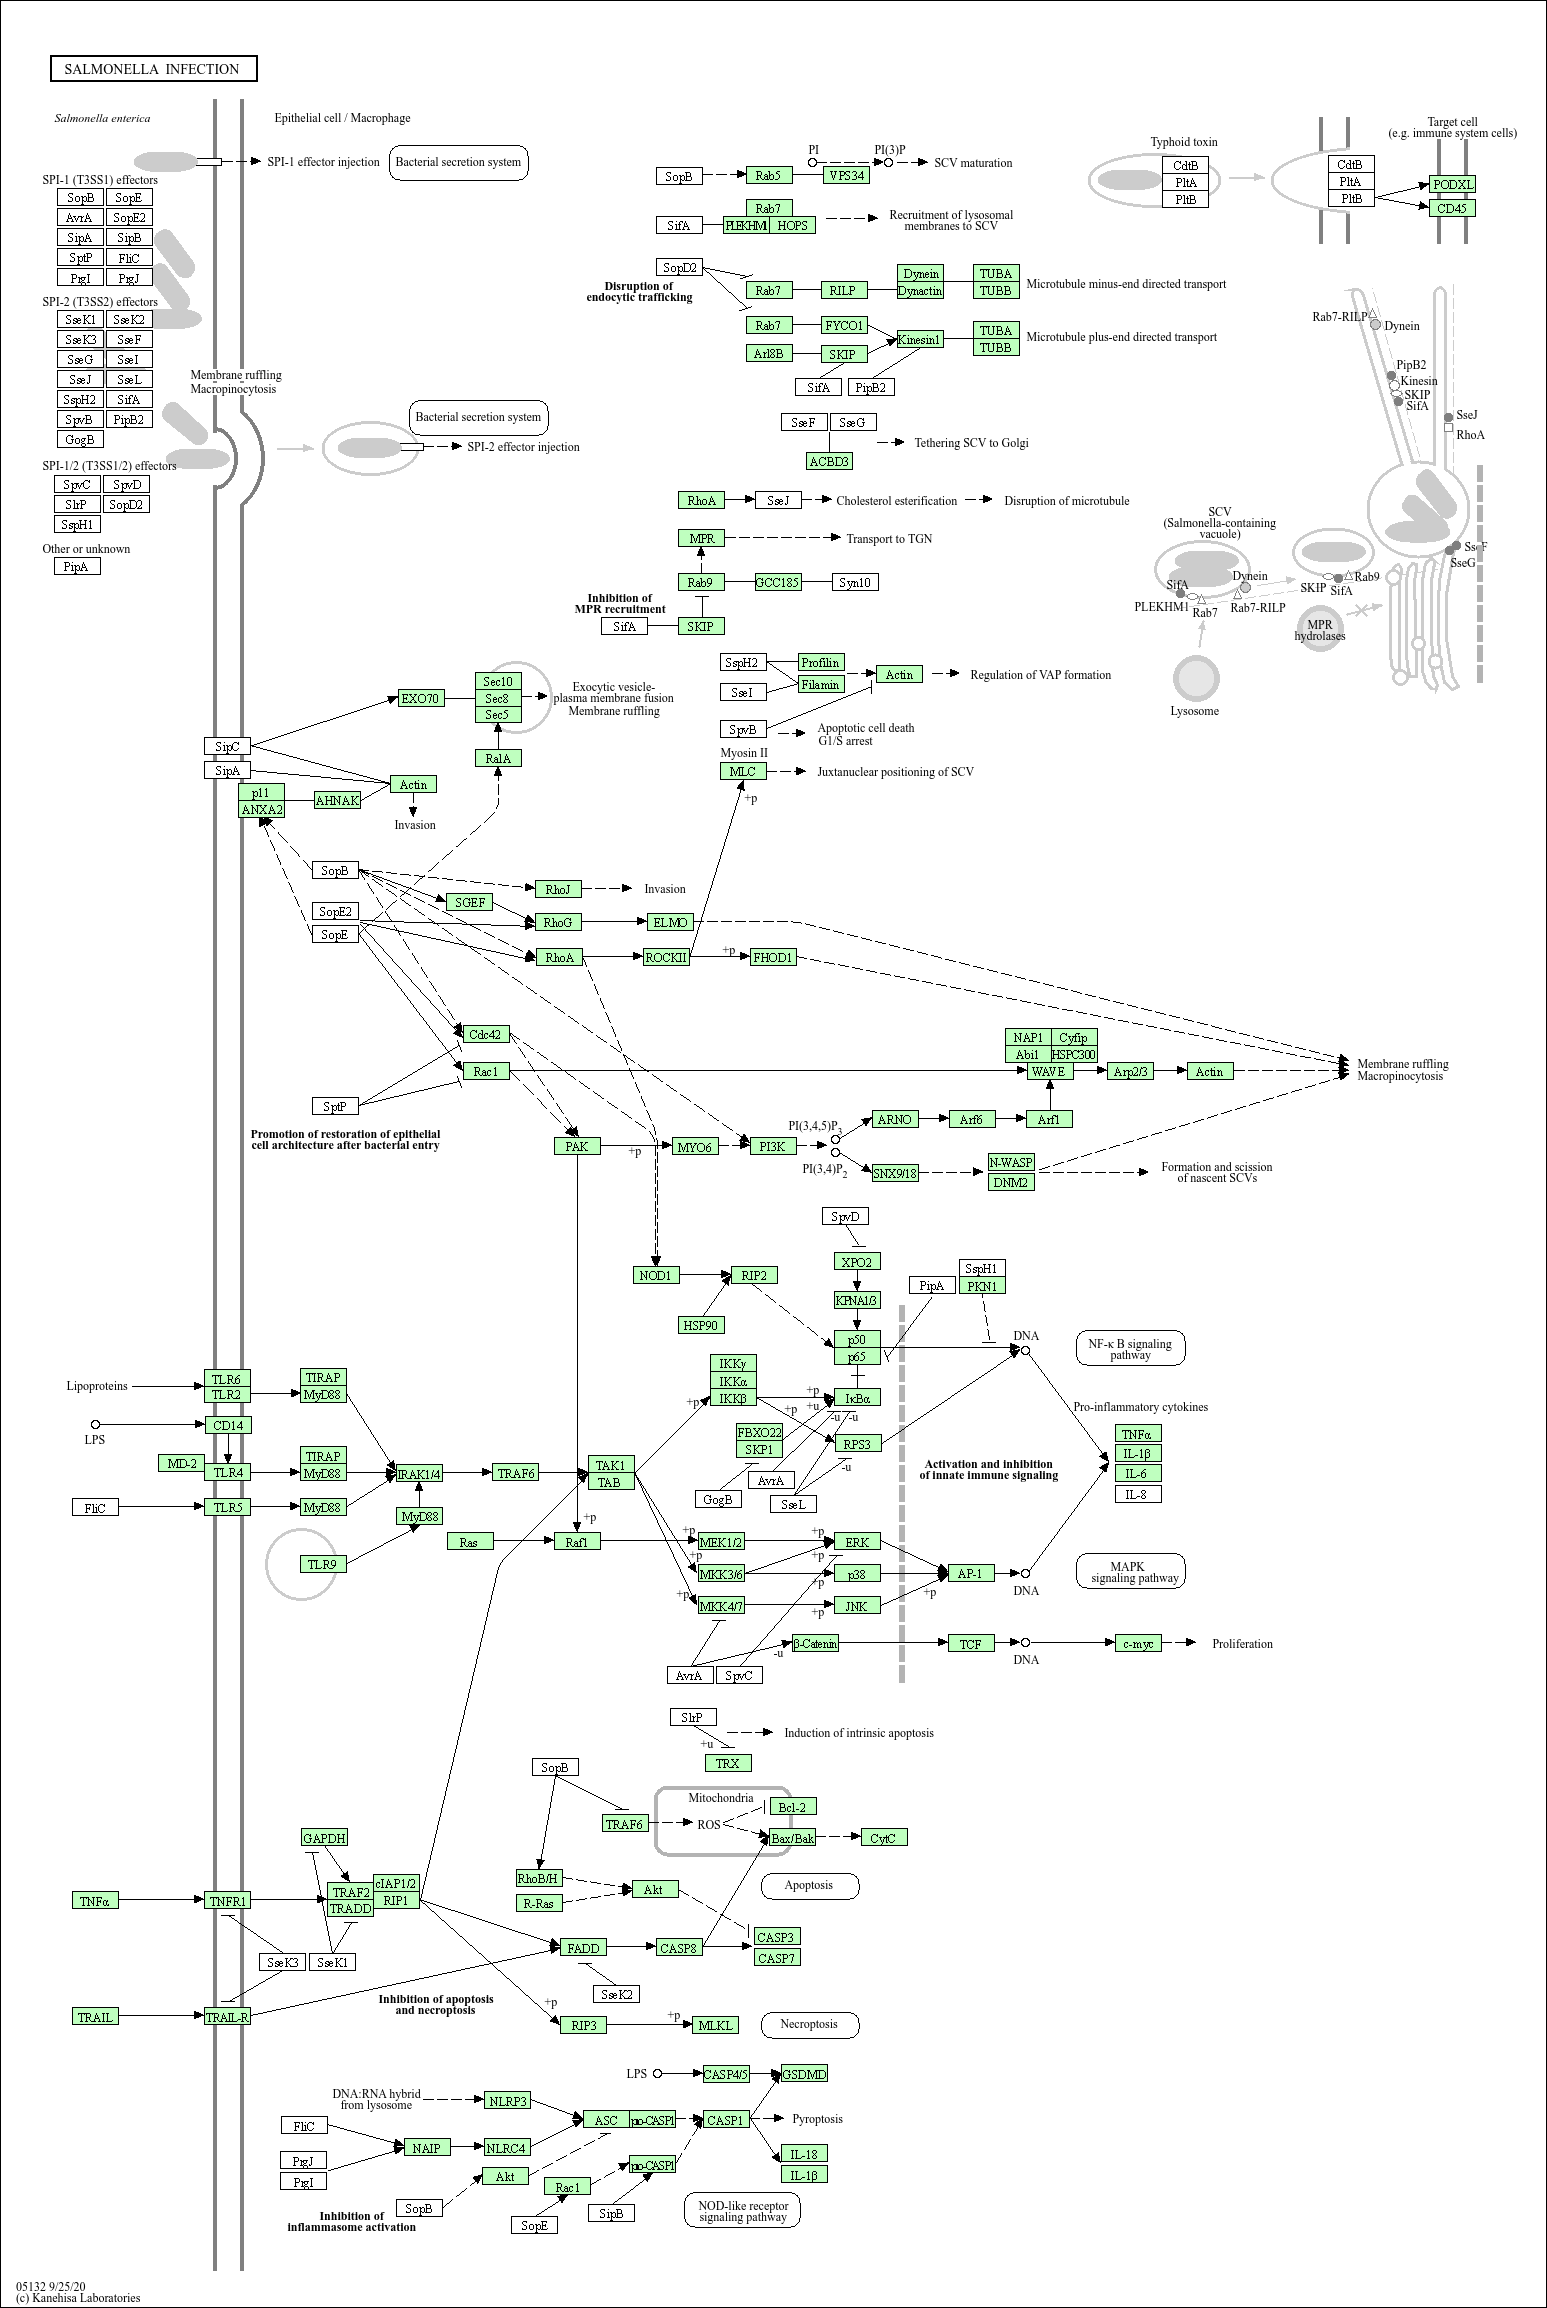 SALMONELLA INFECTION
Salmonella enterica
Epithelial cell / Macrophage
SPI-1 effector injection
Bacterial secretion system
SPI-1 (T3SS1) effectors
SopB SopE
AvrA SopE2
SipA SipB
SptP FliC
PrgI PrgJ
SPI-2 (T3SS2) effectors
SseK1 SseK2
SseK3 SseF
SseG SseI
SseJ SseL
SspH2 SifA
SpvB PipB2
GogB
SPI-1/2 (T3SS1/2) effectors
SpvC SpvD
SlrP SopD2
SspH1
Other or unknown
PipA
Membrane ruffling
Macropinocytosis
Bacterial secretion system
SPI-2 effector injection
PI
PI(3)P
SCV maturation
SopB
Rab5
VPS34
Rab7
SifA
PLEKHM1
HOPS
Recruitment of lysosomal
membranes to SCV
SopD2
Disruption of
endocytic trafficking
Rab7
RILP
Dynein
Dynactin
TUBA
TUBB
Microtubule minus-end directed transport
Rab7
FYCO1
Arl8B
SKIP
Kinesin1
TUBA
TUBB
Microtubule plus-end directed transport
SifA
PipB2
SseF
SseG
ACBD3
Tethering SCV to Golgi
RhoA
SseJ
Cholesterol esterification
Disruption of microtubule
MPR
Transport to TGN
Rab9
GCC185
Syn10
Inhibition of
MPR recruitment
SifA
SKIP
Typhoid toxin
CdtB
PltA
PltB
CdtB
PltA
PltB
Target cell
(e.g. immune system cells)
PODXL
CD45
Rab7-RILP
Dynein
PipB2
Kinesin
SKIP
SifA
SseJ
RhoA
SCV
(Salmonella-containing
vacuole)
SseF
SseG
SifA
Dynein
PLEKHM1
Rab7
Rab7-RILP
SKIP
SifA
Rab9
MPR
hydrolases
Lysosome
SspH2
SseI
Profilin
Filamin
Actin
Regulation of VAP formation
SpvB
Apoptotic cell death
G1/S arrest
Myosin II
MLC
Juxtanuclear positioning of SCV
+p
EXO70
Sec10
Sec8
Sec5
Exocytic vesicle-
plasma membrane fusion
Membrane ruffling
SipC
SipA
RalA
p11
ANXA2
AHNAK
Actin
Invasion
SopB
SopE2
SopE
RhoJ
Invasion
SGEF
RhoG
ELMO
RhoA
ROCKII
+p
FHOD1
Cdc42
Rac1
SptP
Promotion of restoration of epithelial
cell architecture after bacterial entry
NAP1
Cyfip
Abi1
HSPC300
WAVE
Arp2/3
Actin
Membrane ruffling
Macropinocytosis
PAK
+p
MYO6
PI3K
PI(3,4,5)P3
PI(3,4)P2
ARNO
Arf6
Arf1
SNX9/18
N-WASP
DNM2
Formation and scission
of nascent SCVs
SpvD
XPO2
KPNA1/3
NOD1
RIP2
HSP90
PipA
SspH1
PKN1
p50
p65
DNA
NF-κ B signaling
pathway
Lipoproteins
TLR6
TLR2
TIRAP
MyD88
LPS
CD14
MD-2
TLR4
TIRAP
MyD88
FliC
TLR5
MyD88
TLR9
MyD88
IRAK1/4
TRAF6
TAK1
TAB
IKKγ
IKKα
IKKβ
+p
+p
+u
+p
IκBα
-u
-u
FBXO22
SKP1
RPS3
-u
AvrA
GogB
SseL
Activation and inhibition
of innate immune signaling
Pro-inflammatory cytokines
TNFα
IL-1β
IL-6
IL-8
Ras
Raf1
+p
+p
MEK1/2
+p
ERK
+p
MKK3/6
+p
p38
+p
+p
MKK4/7
+p
JNK
AP-1
+p
DNA
MAPK
signaling pathway
AvrA
SpvC
-u
β-Catenin
TCF
DNA
c-myc
Proliferation
SlrP
+u
TRX
Induction of intrinsic apoptosis
SopB
Mitochondria
TRAF6
ROS
Bcl-2
Bax/Bak
CytC
RhoB/H
R-Ras
Akt
Apoptosis
GAPDH
TNFα
TNFR1
TRAF2
TRADD
cIAP1/2
RIP1
SseK3
SseK1
FADD
CASP8
CASP3
CASP7
SseK2
TRAIL
TRAIL-R
Inhibition of apoptosis
and necroptosis
+p
RIP3
+p
MLKL
Necroptosis
LPS
CASP4/5
GSDMD
DNA:RNA hybrid
from lysosome
NLRP3
ASC
pro-CASP1
CASP1
Pyroptosis
FliC
PrgJ
PrgI
NAIP
NLRC4
Akt
SopB
Rac1
pro-CASP1
SopE
SipB
IL-18
IL-1β
NOD-like receptor
signaling pathway
Inhibition of
inflammasome activation
05132 9/25/20
(c) Kanehisa Laboratories